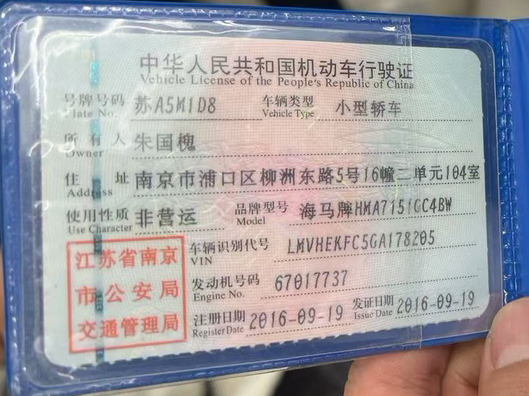 中华人民共和国机动车行驶证
Vehicle License of the People's Republic of China
号牌号码 苏A5M1D8 车辆类型 小型轿车
Plate No. Vehicle Type
所有人 朱国槐
Owner
住址 南京市浦口区柳洲东路5号16幢二单元104室
Address
使用性质 非营运 品牌型号 海马牌HMA7151GC4BW
Use Character Model
江苏省南京市公安局交通管理局
车辆识别代号 LMVHEKFC5GA178205
VIN
发动机号码 67017737
Engine No.
注册日期 2016-09-19 发证日期 2016-09-19
Register Date Issue Date